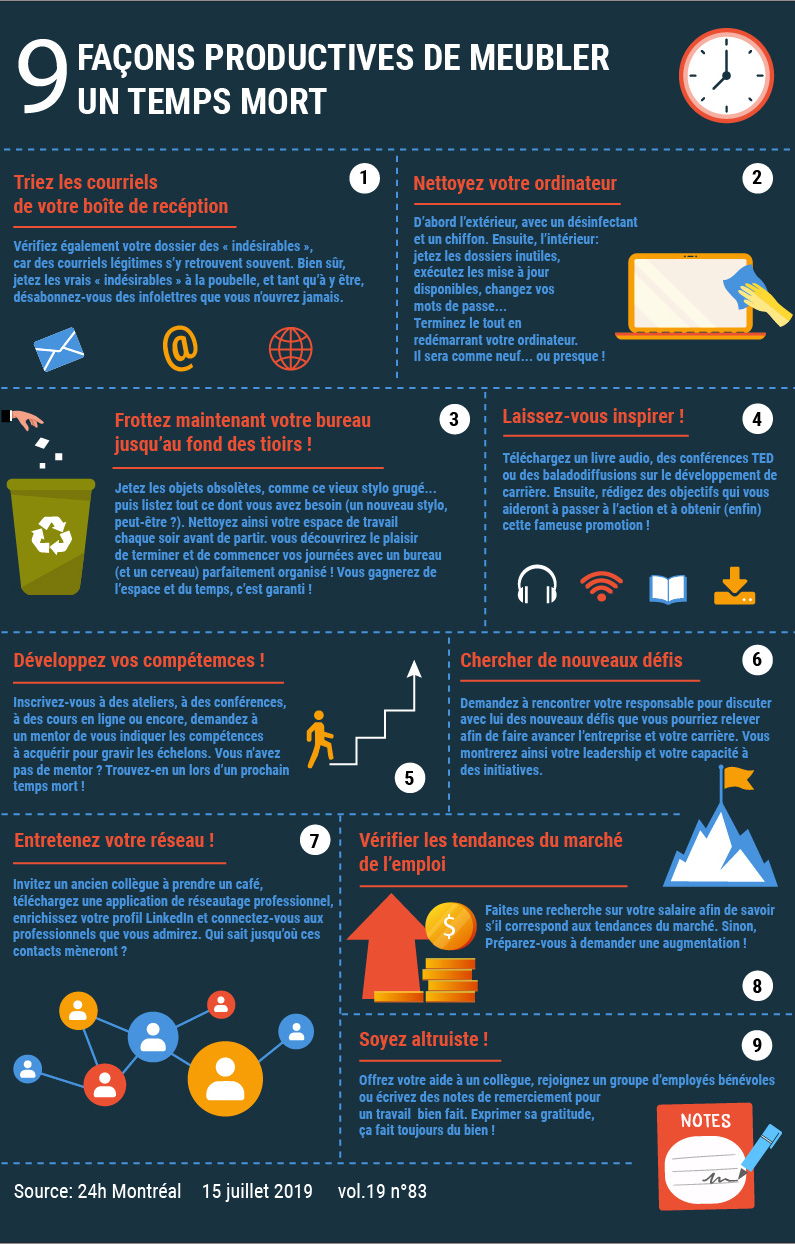 9 FAÇONS PRODUCTIVES DE MEUBLER
UN TEMPS MORT
Triez les courriels
de votre boîte de recéption
1
Vérifiez également votre dossier des « indésirables »,
car des courriels légitimes s'y retrouvent souvent. Bien sûr,
jetez les vrais « indésirables » à la poubelle, et tant qu'à y être,
désabonnez-vous des infolettres que vous n'ouvrez jamais.
@
Nettoyez votre ordinateur
2
D'abord l'extérieur, avec un désinfectant
et un chiffon. Ensuite, l'intérieur:
jetez les dossiers inutiles,
exécutez les mise à jour
disponibles, changez vos
mots de passe...
Terminez le tout en
redémarrant votre ordinateur.
Il sera comme neuf... ou presque !
Frottez maintenant votre bureau
jusqu'au fond des tioirs !
3
Jetez les objets obsolètes, comme ce vieux stylo grugé...
puis listez tout ce dont vous avez besoin (un nouveau stylo,
peut-être ?). Nettoyez ainsi votre espace de travail
chaque soir avant de partir. vous découvrirez le plaisir
de terminer et de commencer vos journées avec un bureau
(et un cerveau) parfaitement organisé ! Vous gagnerez de
l'espace et du temps, c'est garanti !
Laissez-vous inspirer !
4
Téléchargez un livre audio, des conférences TED
ou des baladodiffusions sur le développement de
carrière. Ensuite, rédigez des objectifs qui vous
aideront à passer à l'action et à obtenir (enfin)
cette fameuse promotion !
Développez vos compétemces !
Inscrivez-vous à des ateliers, à des conférences,
à des cours en ligne ou encore, demandez à
un mentor de vous indiquer les compétences
à acquérir pour gravir les échelons. Vous n'avez
pas de mentor ? Trouvez-en un lors d'un prochain
temps mort !
5
Chercher de nouveaux défis
6
Demandez à rencontrer votre responsable pour discuter
avec lui des nouveaux défis que vous pourriez relever
afin de faire avancer l'entreprise et votre carrière. Vous
montrerez ainsi votre leadership et votre capacité à
des initiatives.
Entretenez votre réseau !
7
Invitez un ancien collègue à prendre un café,
téléchargez une application de réseautage professionnel,
enrichissez votre profil LinkedIn et connectez-vous aux
professionnels que vous admirez. Qui sait jusqu'où ces
contacts mèneront ?
Vérifier les tendances du marché
de l'emploi
$
Faites une recherche sur votre salaire afin de savoir
s'il correspond aux tendances du marché. Sinon,
Préparez-vous à demander une augmentation !
8
Soyez altruiste !
9
Offrez votre aide à un collègue, rejoignez un groupe d'employés bénévoles
ou écrivez des notes de remerciement pour
un travail bien fait. Exprimer sa gratitude,
ça fait toujours du bien !
NOTES
Source: 24h Montréal 15 juillet 2019 vol.19 n°83